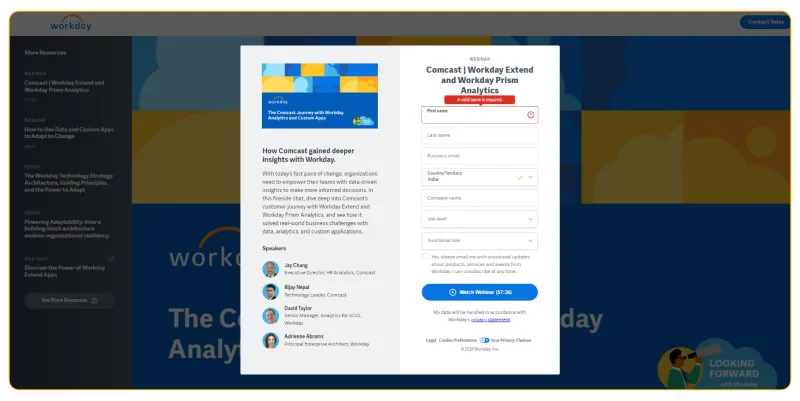 workday
Contact Sales
More Resources
WEBINAR
Comcast | Workday Extend and
Workday Prism Analytics
57:36
WEBINAR
How to Use Data and Custom Apps
to Adapt to Change
The Workday Technology Strategy:
Architecture, Guiding Principles,
and the Power to Adapt
Powering Adaptability: How a
building block architecture
enables organizational resiliency.
Discover the Power of Workday
Extend Apps
See More Resources
workday
The Comcast Journey with Workday
Analytics and Custom Apps
LOOKING
FORWARD
How Comcast gained deeper
insights with Workday.
With today's fast pace of change, organizations
need to empower their teams with data-driven
insights to make more informed decisions. In
this fireside chat, dive deep into Comcast's
customer journey with Workday Extend and
Workday Prism Analytics, and see how it
solved real-world business challenges with
data, analytics, and custom applications.
Speakers
Jay Chang
Executive Director, HR Analytics, Comcast
Bijay Nepal
Technology Leader, Comcast
David Taylor
Senior Manager, Analytics for xCIO,
Workday
Adrienne Abrams
Principal Enterprise Architect, Workday
WEBINAR
Comcast | Workday Extend
and Workday Prism
Analytics
A valid name is required.
First name
Last name
Business email
Country/Territory
India
Company name
Job level
Functional role
Yes, please email me with occasional updates
about products, services and events from
Workday. I can unsubscribe at any time.
Watch Webinar (57:36)
My data will be handled in accordance with
Workday's privacy statement.
Legal Cookie Preferences Your Privacy Choices
© 2024 Workday Inc.
work
The Co
day
Analy
LOOKING
FORWARD
with Workday